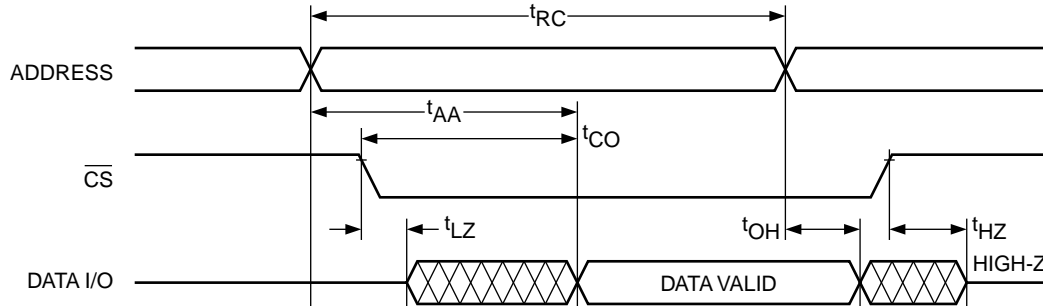 tRC
ADDRESS
tAA
tCO
CS
tLZ
tOH
tHZ
HIGH-Z
DATA I/O
DATA VALID